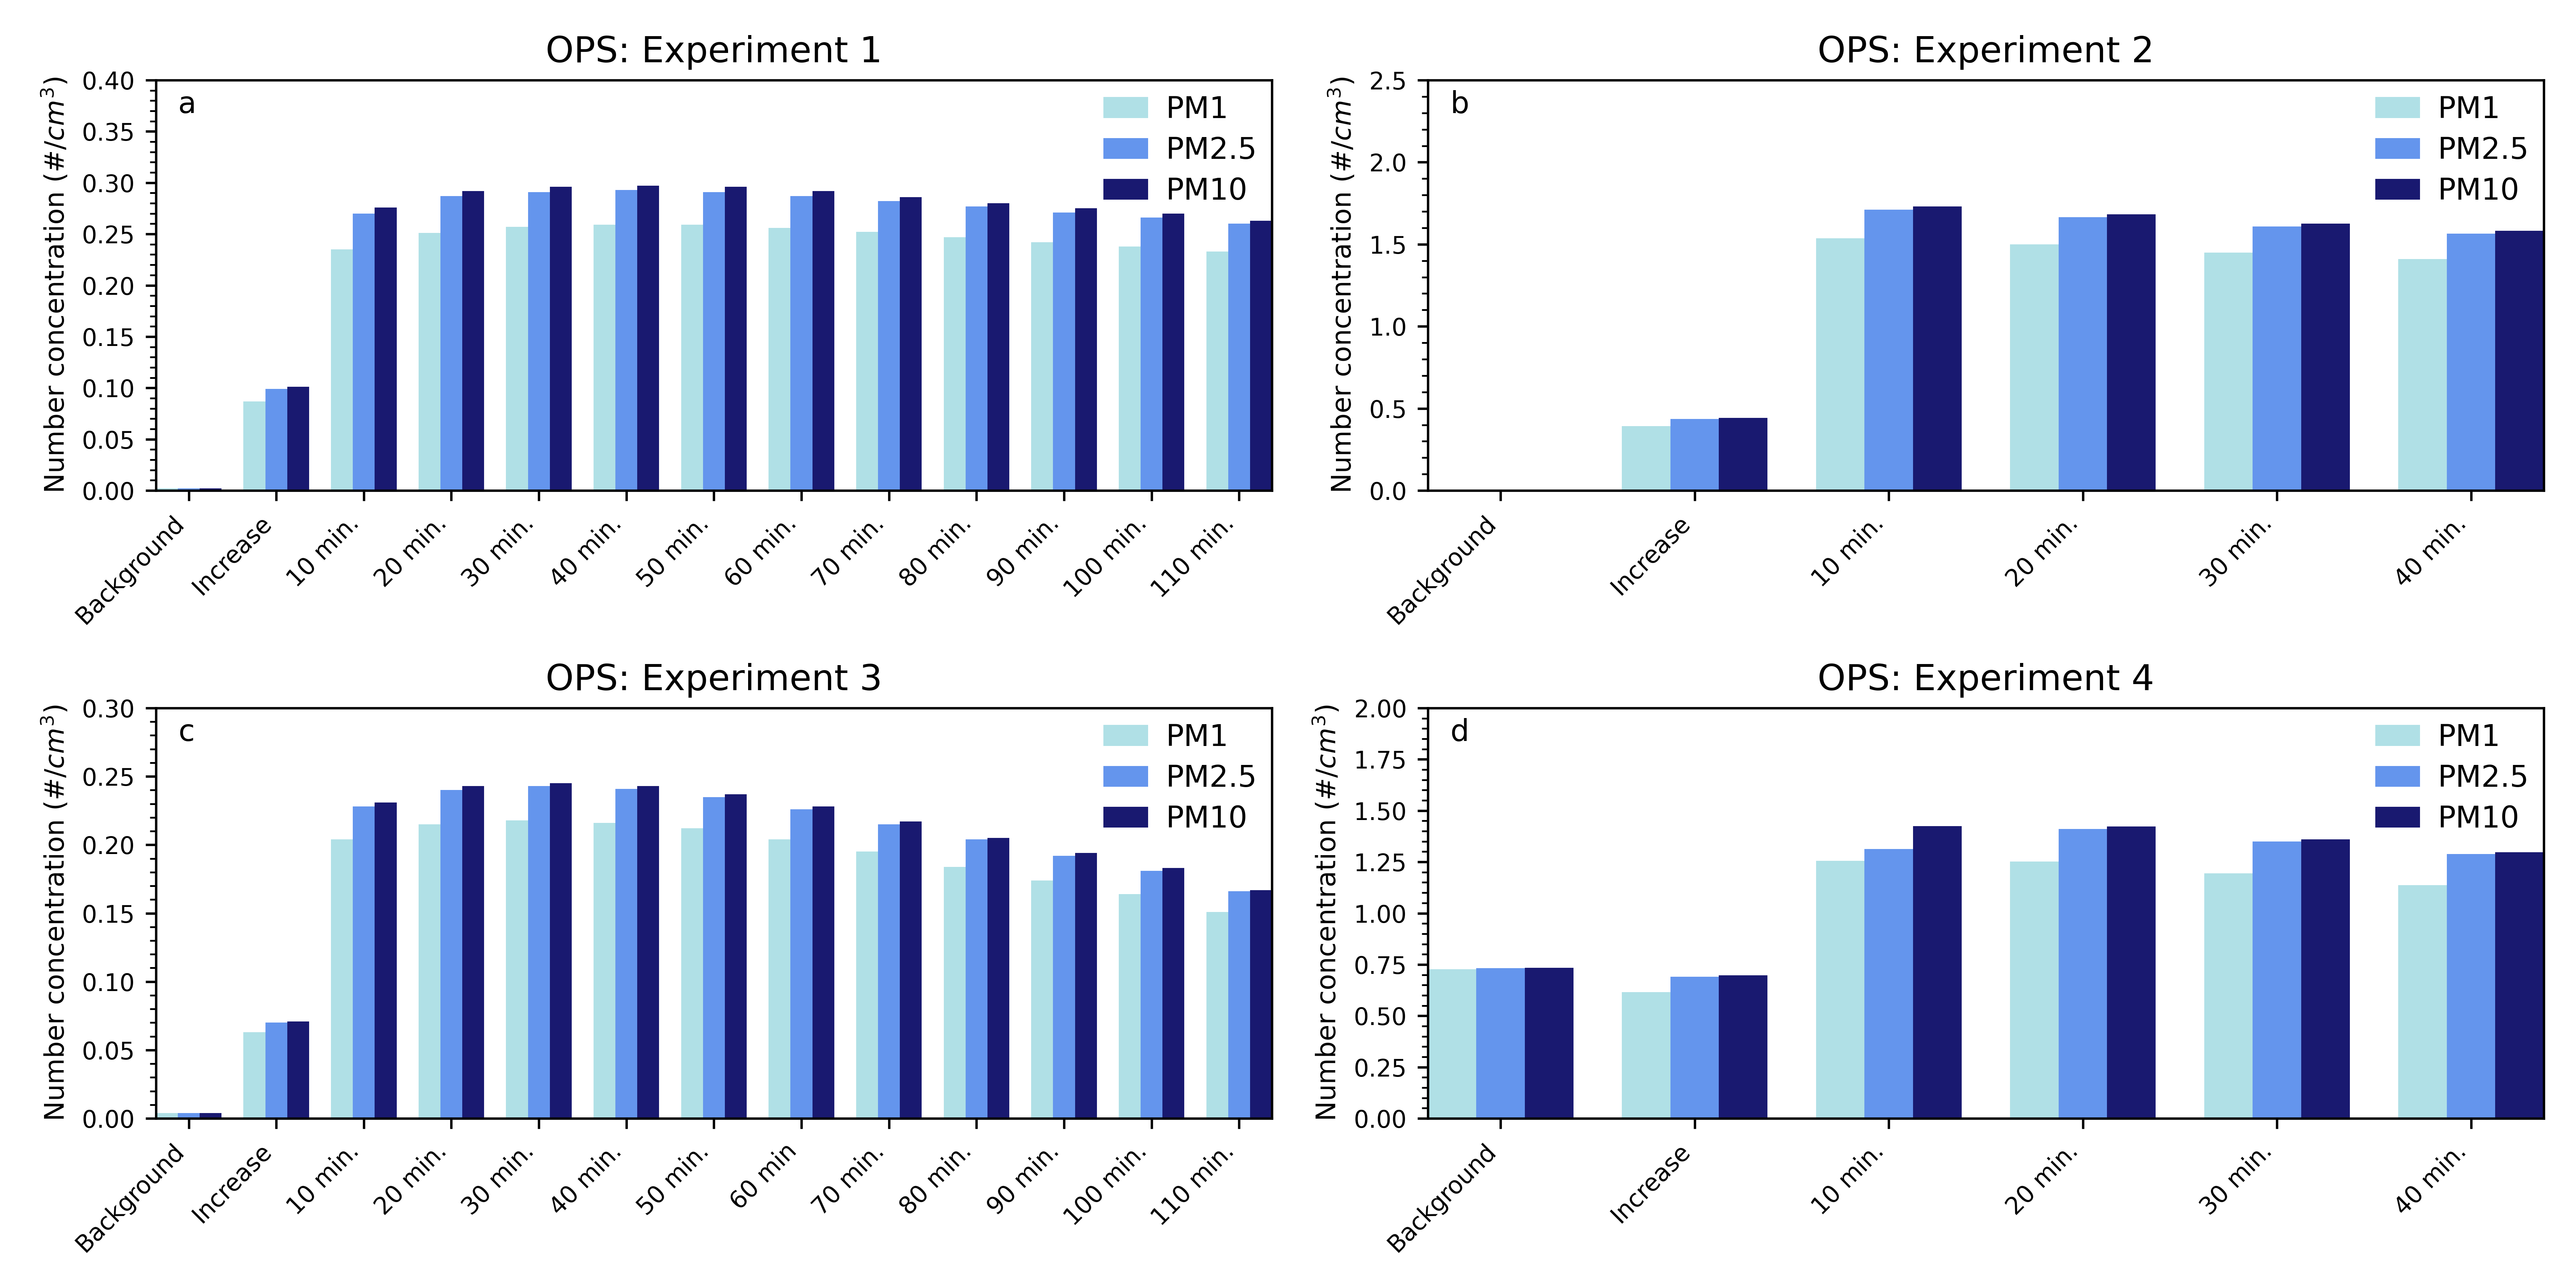 OPS: Experiment 1
Number concentration (#/cm³)
0.40
0.35
0.30
0.25
0.20
0.15
0.10
0.05
0.00
a
PM1
PM2.5
PM10
Background
Increase
10 min.
20 min.
30 min.
40 min.
50 min.
60 min.
70 min.
80 min.
90 min.
100 min.
110 min.
OPS: Experiment 2
Number concentration (#/cm³)
2.5
2.0
1.5
1.0
0.5
0.0
b
PM1
PM2.5
PM10
Background
Increase
10 min.
20 min.
30 min.
40 min.
OPS: Experiment 3
Number concentration (#/cm³)
0.30
0.25
0.20
0.15
0.10
0.05
0.00
c
PM1
PM2.5
PM10
Background
Increase
10 min.
20 min.
30 min.
40 min.
50 min.
60 min
70 min.
80 min.
90 min.
100 min.
110 min.
OPS: Experiment 4
Number concentration (#/cm³)
2.00
1.75
1.50
1.25
1.00
0.75
0.50
0.25
0.00
d
PM1
PM2.5
PM10
Background
Increase
10 min.
20 min.
30 min.
40 min.